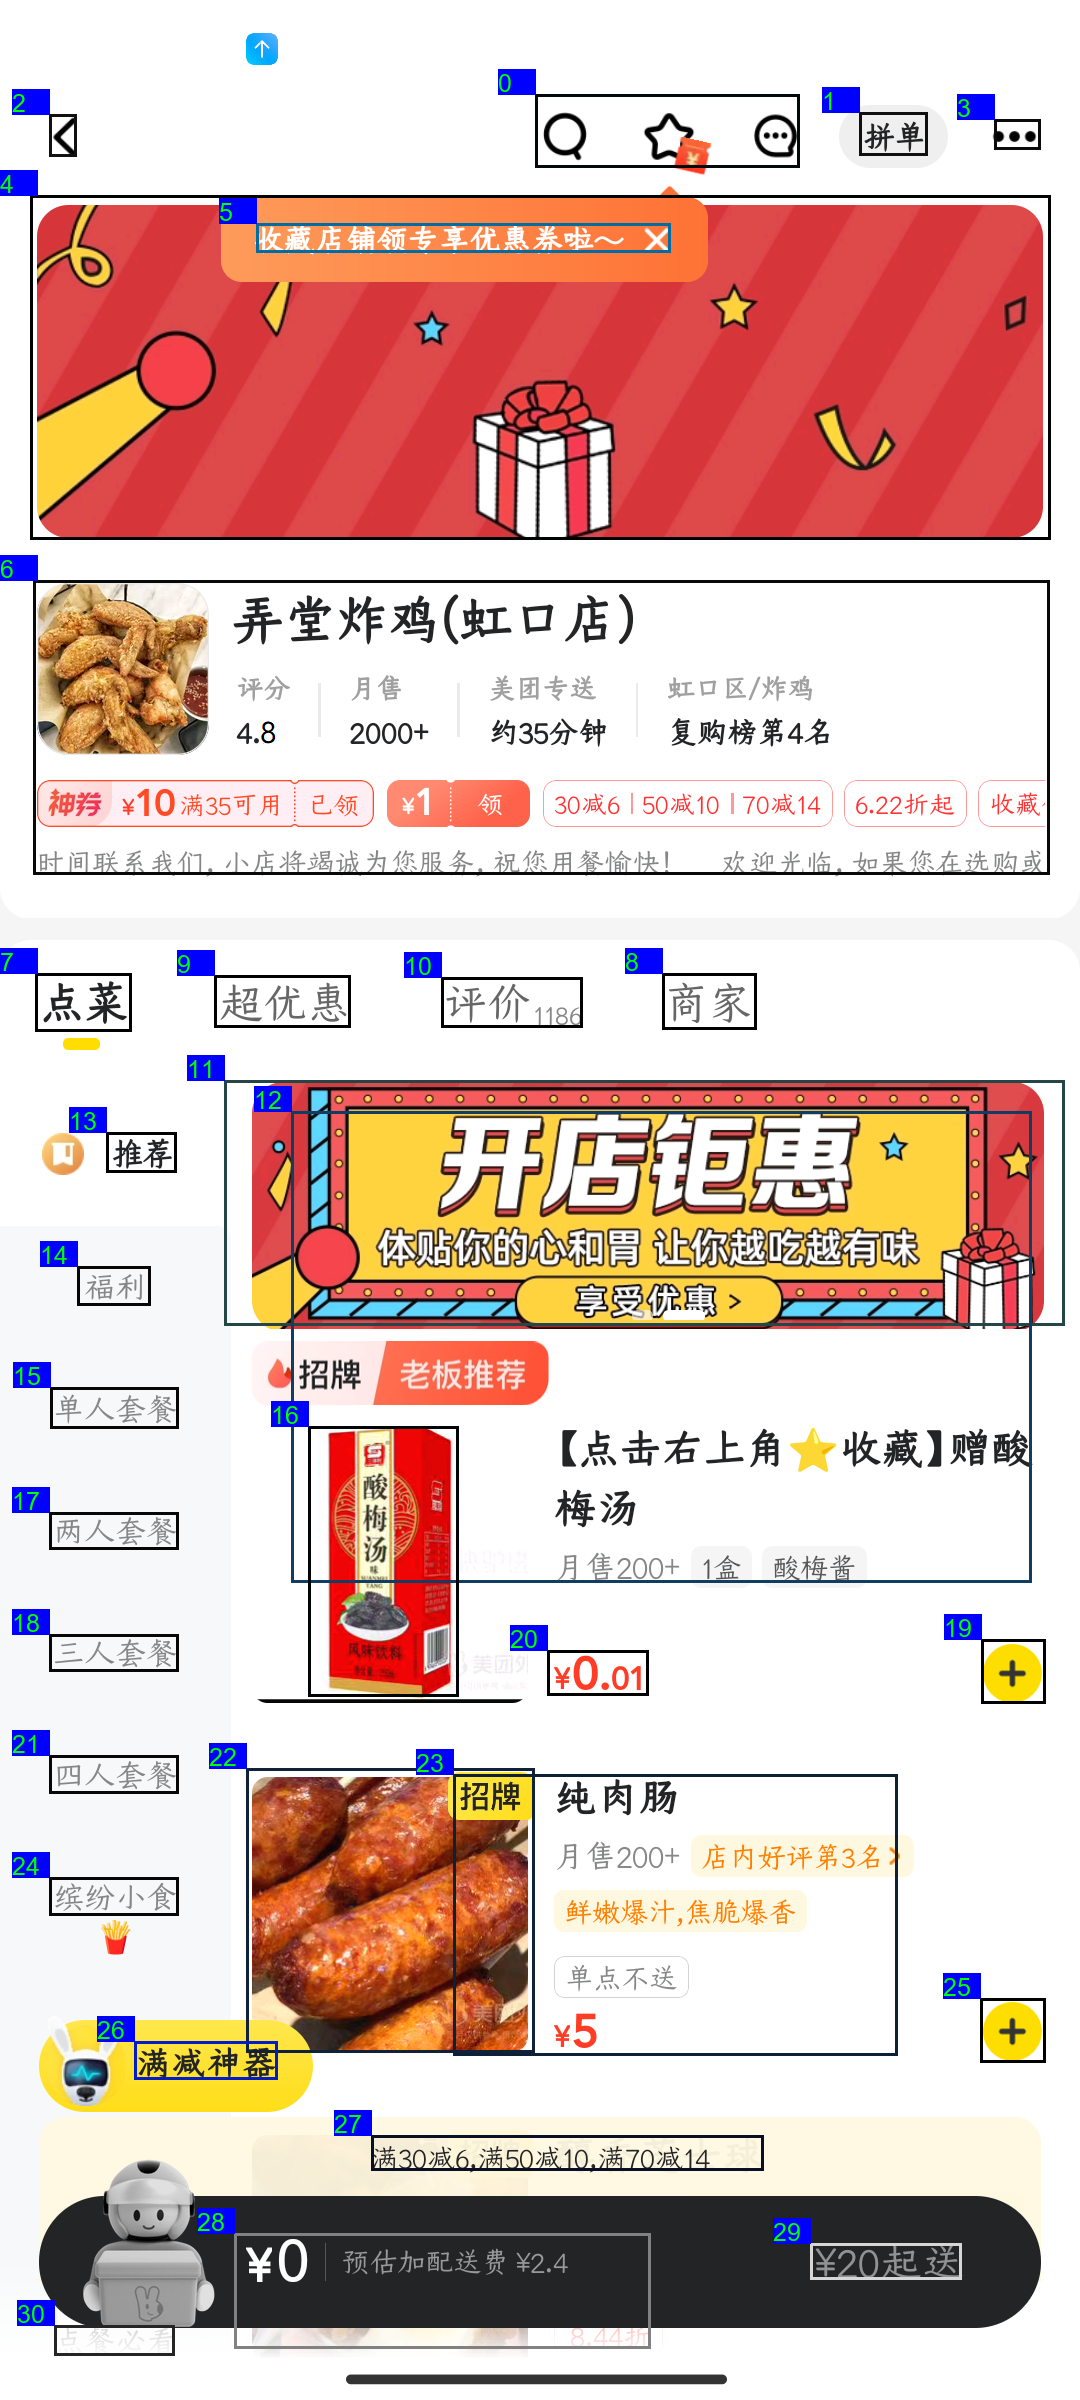 0
2
1
3
拼单
4
5
收藏店铺领专享优惠券啦~
6
弄堂炸鸡(虹口店)
评分 月售 美团专送 虹口区/炸鸡
4.8 2000+ 约35分钟 复购榜第4名
神券 ¥10 满35可用 已领 ¥1 领 30减6 50减10 70减14 6.22折起 收藏
时间联系我们,小店将竭诚为您服务,祝您用餐愉快! 欢迎光临,如果您在选购或
7 9 10 8
点菜 超优惠 评价 1186 商家
11
12
开店钜惠
13
推荐
体贴你的心和胃 让你越吃越有味
14
福利
享受优惠 >
15
招牌 老板推荐
单人套餐
16
【点击右上角⭐收藏】赠酸
梅汤
酸梅汤
味
SUANMEI TANG
17
两人套餐
月售200+ 1盒 酸梅酱
18
三人套餐
风味饮料
20
19
¥0.01
21
四人套餐
22
23
招牌
纯肉肠
月售200+ 店内好评第3名>
24
缤纷小食
鲜嫩爆汁,焦脆爆香
单点不送
25
¥5
26
满减神器
27
满30减6,满50减10,满70减14
28
29
¥0 预估加配送费 ¥2.4 ¥20起送
30
点餐必看
8.44折